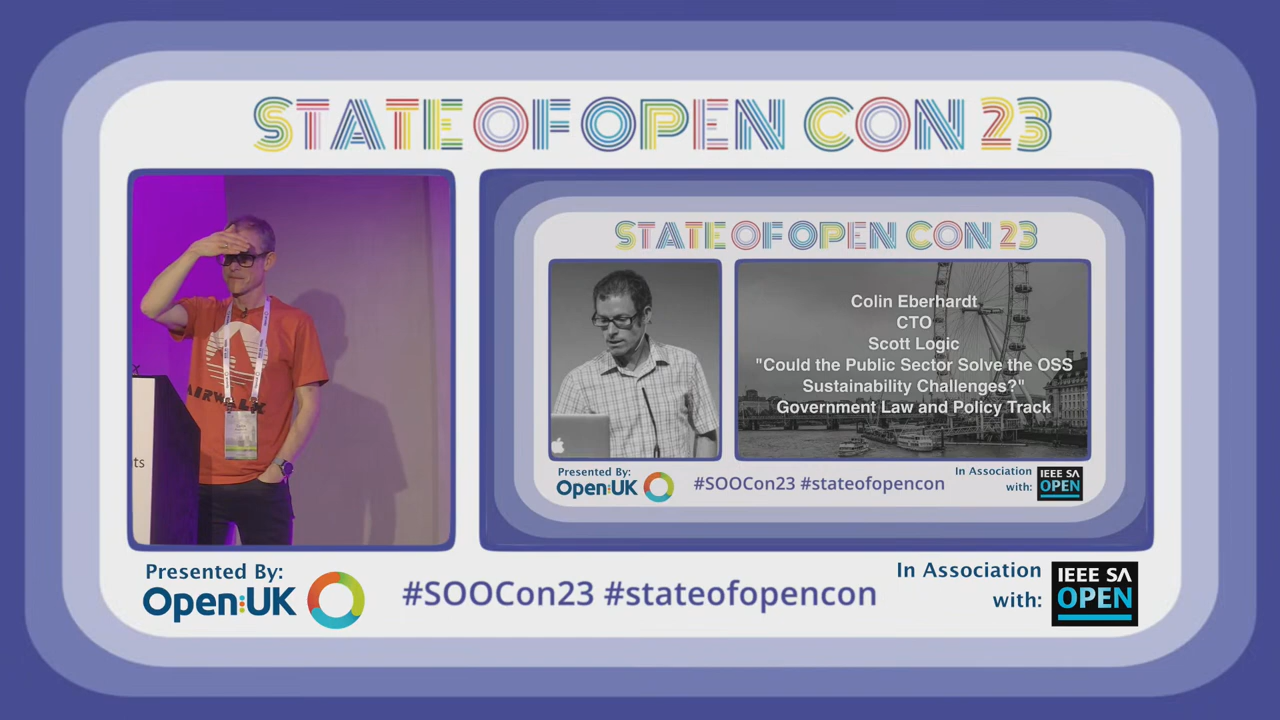 STATE OF OPEN CON 23
AIRWALK
ts
STATE OF OPEN CON 23
Colin Eberhardt
CTO
Scott Logic
"Could the Public Sector Solve the OSS
Sustainability Challenges?"
Government Law and Policy Track
Presented By:
Open:UK
#SOOCon23 #stateofopencon
In Association
with:
IEEE SA
OPEN
Presented By:
Open:UK
#SOOCon23 #stateofopencon
In Association
with:
IEEE SA
OPEN